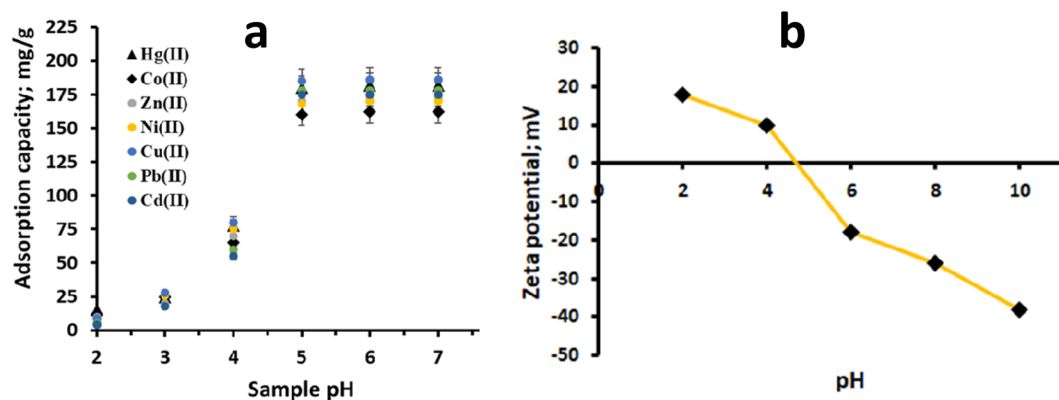 a
Adsorption capacity; mg/g
225
200
175
150
125
100
75
50
25
0
Hg(II)
Co(II)
Zn(II)
Ni(II)
Cu(II)
Pb(II)
Cd(II)
2 3 4 5 6 7
Sample pH
b
Zeta potential; mV
30
20
10
0
-10
-20
-30
-40
-50
0 2 4 6 8 10
pH